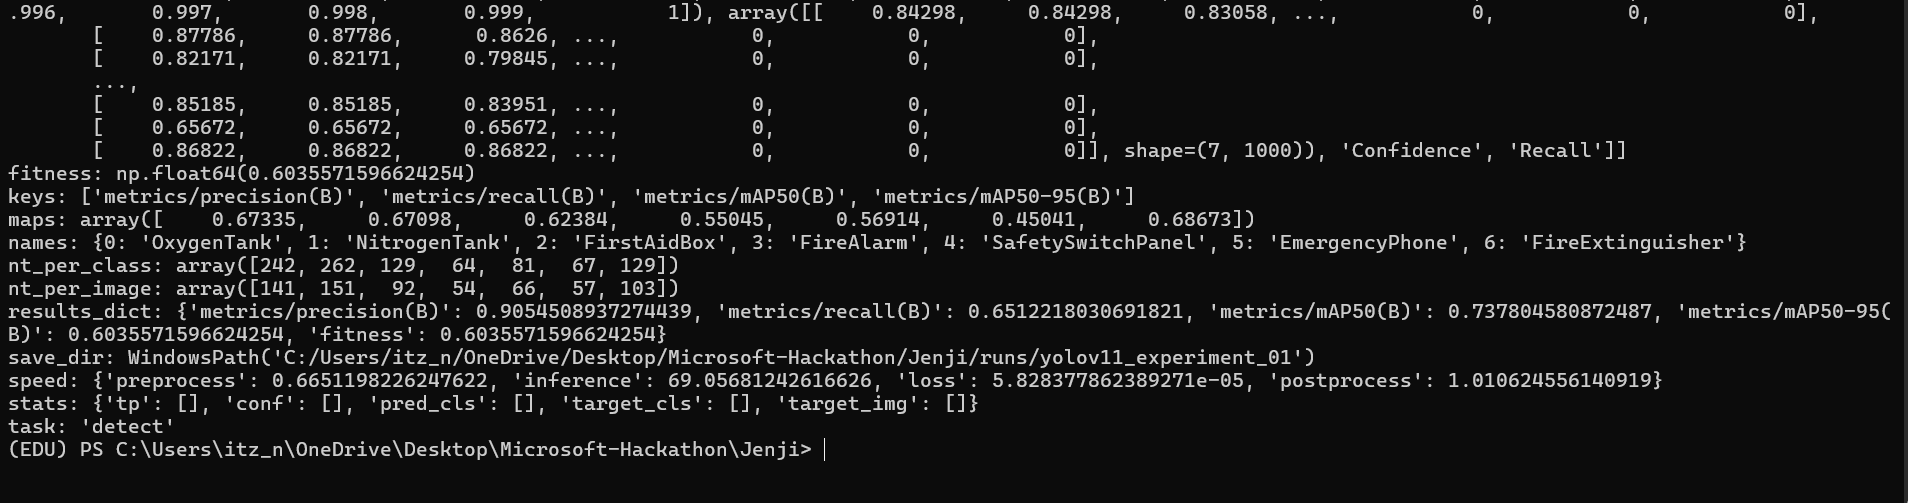 .996, 0.997, 0.998, 0.999, 1]), array([[ 0.84298, 0.84298, 0.83058, ..., 0, 0, 0],
[ 0.87786, 0.87786, 0.8626, ..., 0, 0, 0],
[ 0.82171, 0.82171, 0.79845, ..., 0, 0, 0],
...,
[ 0.85185, 0.85185, 0.83951, ..., 0, 0, 0],
[ 0.65672, 0.65672, 0.65672, ..., 0, 0, 0],
[ 0.86822, 0.86822, 0.86822, ..., 0, 0, 0]], shape=(7, 1000)), 'Confidence', 'Recall']]
fitness: np.float64(0.6035571596624254)
keys: ['metrics/precision(B)', 'metrics/recall(B)', 'metrics/mAP50(B)', 'metrics/mAP50-95(B)']
maps: array([ 0.67335, 0.67098, 0.62384, 0.55045, 0.56914, 0.45041, 0.68673])
names: {0: 'OxygenTank', 1: 'NitrogenTank', 2: 'FirstAidBox', 3: 'FireAlarm', 4: 'SafetySwitchPanel', 5: 'EmergencyPhone', 6: 'FireExtinguisher'}
nt_per_class: array([242, 262, 129, 64, 81, 67, 129])
nt_per_image: array([141, 151, 92, 54, 66, 57, 103])
results_dict: {'metrics/precision(B)': 0.9054508937274439, 'metrics/recall(B)': 0.6512218030691821, 'metrics/mAP50(B)': 0.737804580872487, 'metrics/mAP50-95(
B)': 0.6035571596624254, 'fitness': 0.6035571596624254}
save_dir: WindowsPath('C:/Users/itz_n/OneDrive/Desktop/Microsoft-Hackathon/Jenji/runs/yolov11_experiment_01')
speed: {'preprocess': 0.6651198226247622, 'inference': 69.05681242616626, 'loss': 5.828377862389271e-05, 'postprocess': 1.010624556140919}
stats: {'tp': [], 'conf': [], 'pred_cls': [], 'target_cls': [], 'target_img': []}
task: 'detect'
(EDU) PS C:\Users\itz_n\OneDrive\Desktop\Microsoft-Hackathon\Jenji>